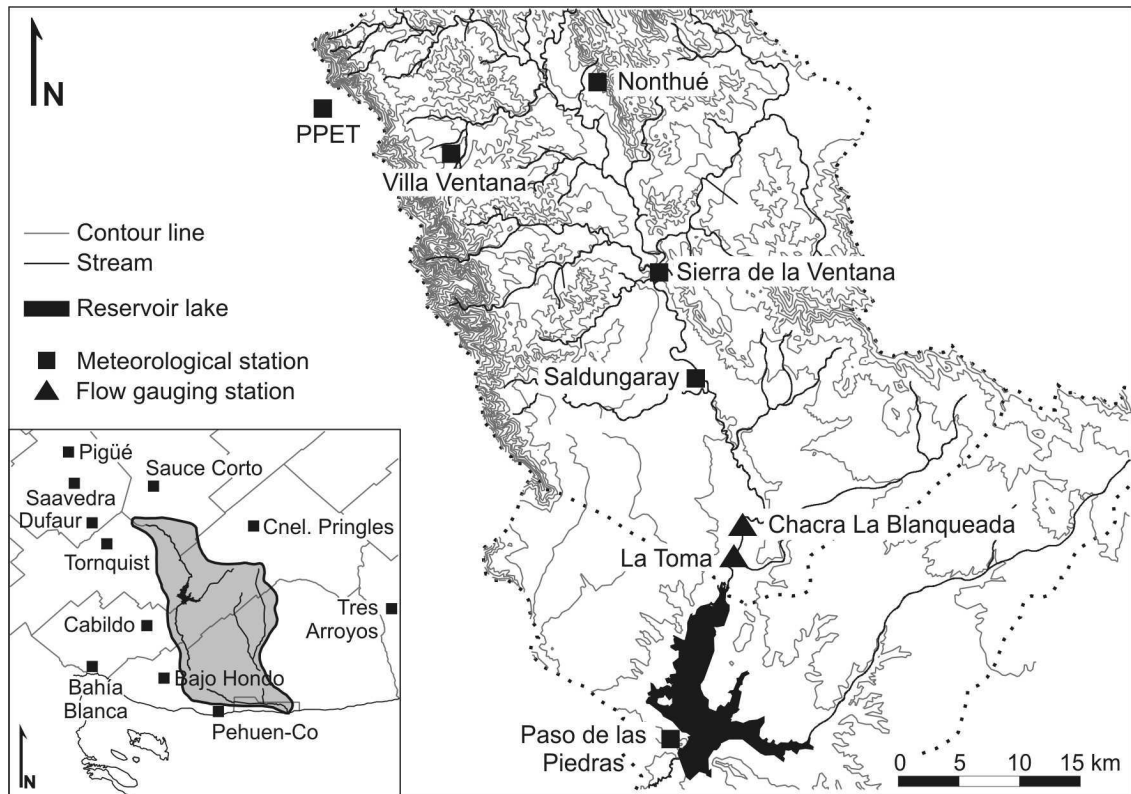 N
PPET
Nonthué
Villa Ventana
Contour line
Stream
Reservoir lake
Meteorological station
Flow gauging station
Sierra de la Ventana
Saldungaray
Chacra La Blanqueada
La Toma
Paso de las
Piedras
0 5 10 15 km
Pigüé
Sauce Corto
Saavedra
Dufaur
Cnel. Pringles
Tornquist
Tres
Arroyos
Cabildo
Bajo Hondo
Bahía
Blanca
Pehuen-Co
N